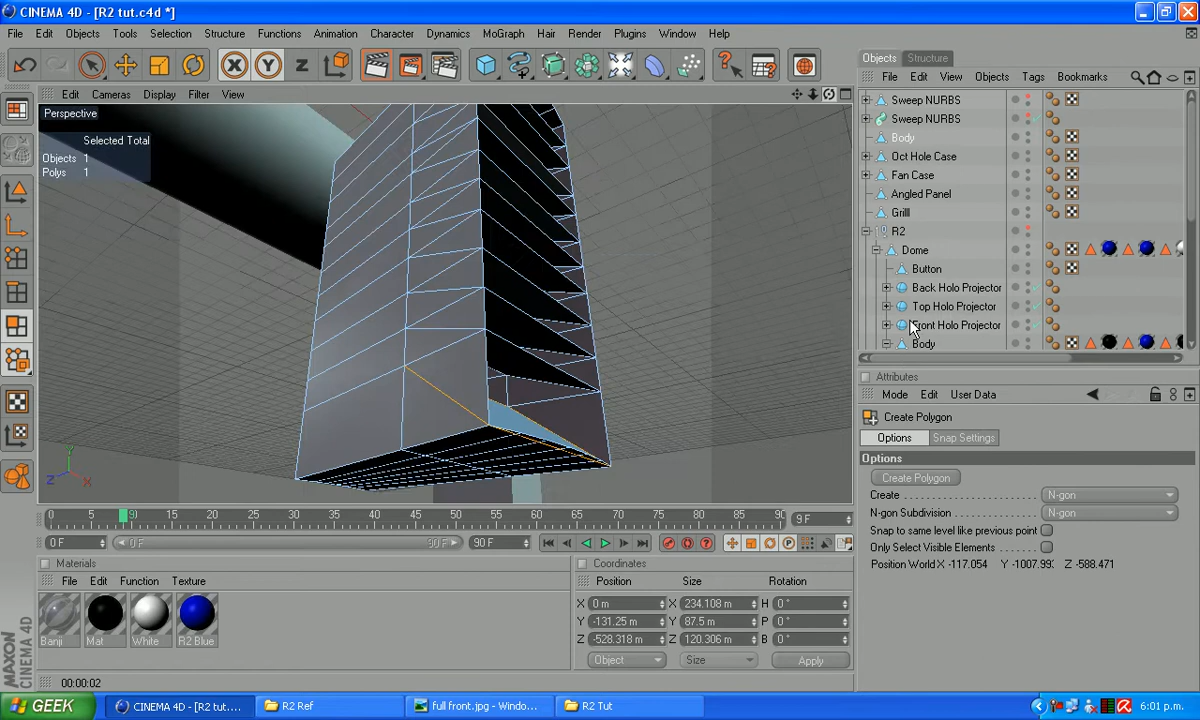 CINEMA 4D - [R2 tut.c4d *]
File Edit Objects Tools Selection Structure Functions Animation Character Dynamics MoGraph Hair Render Plugins Window Help
Objects Structure
File Edit View Objects Tags Bookmarks
Edit Cameras Display Filter View
Perspective
Selected Total
Objects 1
Polys 1
Sweep NURBS
Sweep NURBS
Body
Oct Hole Case
Fan Case
Angled Panel
Grill
R2
Dome
Button
Back Holo Projector
Top Holo Projector
Front Holo Projector
Body
Attributes
Mode Edit User Data
Create Polygon
Options Snap Settings
Options
Create Polygon
Create N-gon
N-gon Subdivision N-gon
Snap to same level like previous point
Only Select Visible Elements
Position World X -117.054 Y -1007.99 Z -588.471
X Y Z
0 5 9 10 15 20 25 30 35 40 45 50 55 60 65 70 75 80 85 90
9 F
0 F 0 F 90 F 90 F
Materials
File Edit Function Texture
Banji Mat White R2 Blue
Coordinates
Position Size Rotation
X 0 m X 234.108 m H 0 °
Y -131.25 m Y 87.5 m P 0 °
Z -528.318 m Z 120.306 m B 0 °
Object Size Apply
MAXON CINEMA 4D
00:00:02
GEEK CINEMA 4D - [R2 tut.... R2 Ref full front.jpg - Windo... R2 Tut 6:01 p.m.